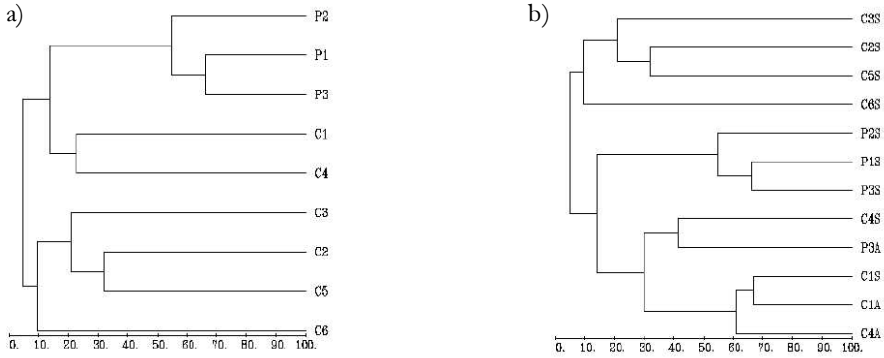 a)
P2
P1
P3
C1
C4
C3
C2
C5
C6
0. 10. 20. 30. 40. 50. 60. 70. 80. 90. 100.
b)
C3S
C2S
C5S
C6S
P2S
P1S
P3S
C4S
P3A
C1S
C1A
C4A
0. 10. 20. 30. 40. 50. 60. 70. 80. 90. 100.